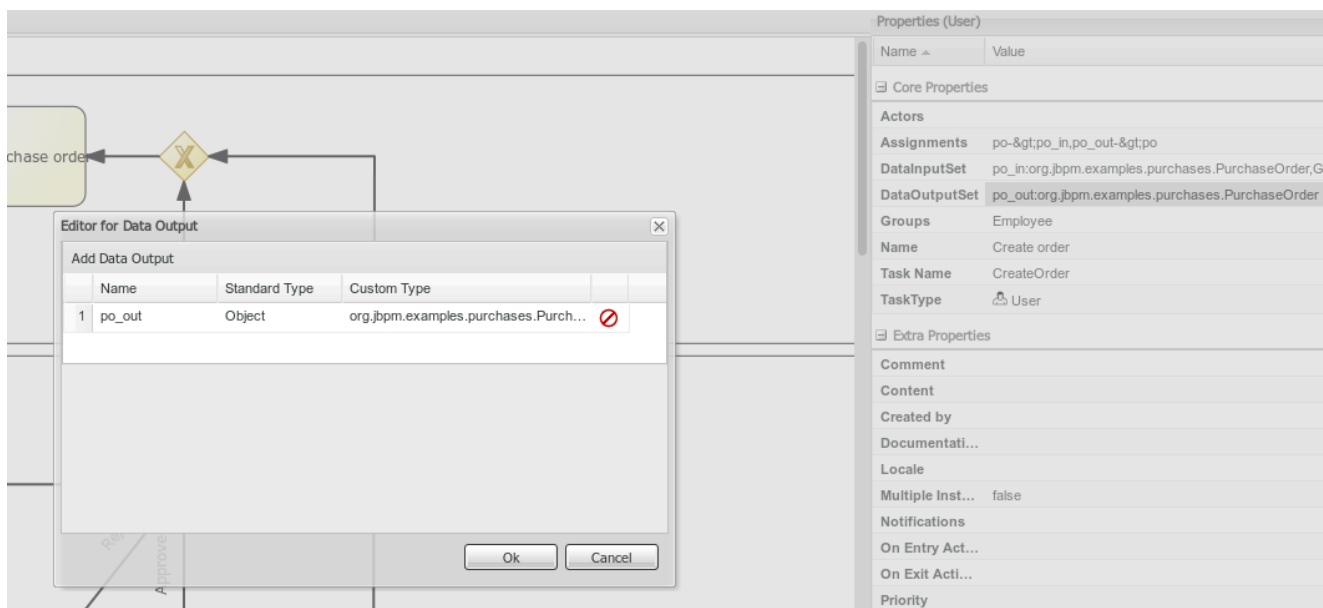 chase order
X
Editor for Data Output
Add Data Output
Name Standard Type Custom Type
1 po_out Object org.jbpm.examples.purchases.Purch...
Ok Cancel
Approve
Properties (User)
Name Value
Core Properties
Actors
Assignments po-&gt;po_in,po_out-&gt;po
DataInputSet po_in:org.jbpm.examples.purchases.PurchaseOrder,G
DataOutputSet po_out:org.jbpm.examples.purchases.PurchaseOrder
Groups Employee
Name Create order
Task Name CreateOrder
TaskType User
Extra Properties
Comment
Content
Created by
Documentati...
Locale
Multiple Inst... false
Notifications
On Entry Act...
On Exit Acti...
Priority